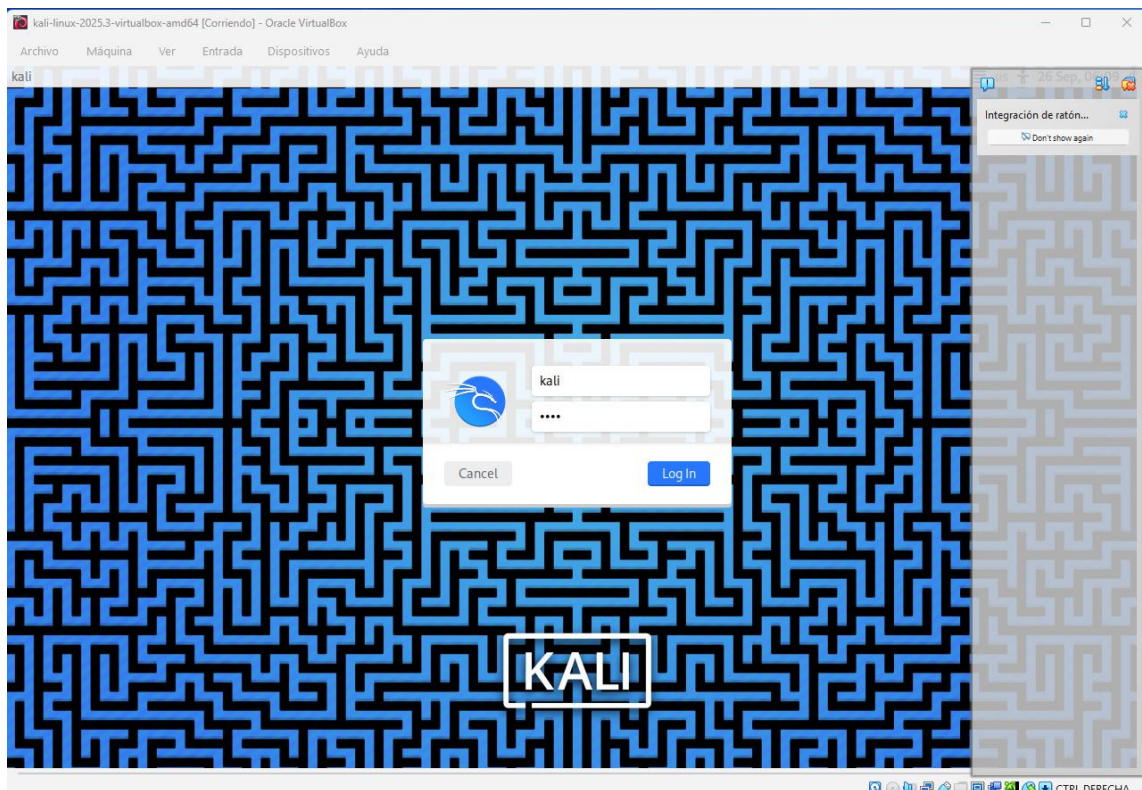 kali-linux-2025.3-virtualbox-amd64 [Corriendo] - Oracle VirtualBox
Archivo Máquina Ver Entrada Dispositivos Ayuda
kali
us 26 Sep,
Integración de ratón...
Don't show again
kali
••••
Cancel Log In
KALI
CTRL DERECHA